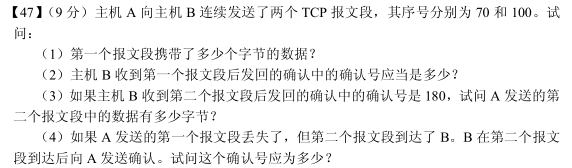 【47】（9 分）主机 A 向主机 B 连续发送了两个 TCP 报文段，其序号分别为 70 和 100。试
问：
（1）第一个报文段携带了多少个字节的数据？
（2）主机 B 收到第一个报文段后发回的确认中的确认号应当是多少？
（3）如果主机 B 收到第二个报文段后发回的确认中的确认号是 180，试问 A 发送的第
二个报文段中的数据有多少字节？
（4）如果 A 发送的第一个报文段丢失了，但第二个报文段到达了 B。B 在第二个报文
段到达后向 A 发送确认。试问这个确认号应为多少？